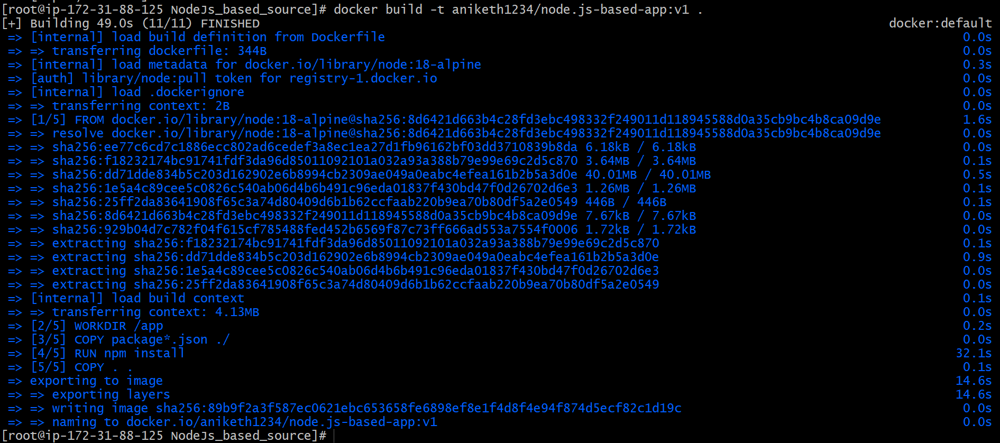 [root@ip-172-31-88-125 NodeJs_based_source]# docker build -t aniketh1234/node.js-based-app:v1 .
[+] Building 49.0s (11/11) FINISHED docker:default
=> [internal] load build definition from Dockerfile 0.0s
=> => transferring dockerfile: 344B 0.0s
=> [internal] load metadata for docker.io/library/node:18-alpine 0.3s
=> [auth] library/node:pull token for registry-1.docker.io 0.0s
=> [internal] load .dockerignore 0.0s
=> => transferring context: 2B 0.0s
=> [1/5] FROM docker.io/library/node:18-alpine@sha256:8d6421d663b4c28fd3ebc498332f249011d118945588d0a35cb9bc4b8ca09d9e 1.6s
=> => resolve docker.io/library/node:18-alpine@sha256:8d6421d663b4c28fd3ebc498332f249011d118945588d0a35cb9bc4b8ca09d9e 0.0s
=> => sha256:ee77c6cd7c1886ecc802ad6cedef3a8ec1ea27d1fb96162bf03dd3710839b8da 6.18kB / 6.18kB 0.0s
=> => sha256:f18232174bc91741fdf3da96d85011092101a032a93a388b79e99e69c2d5c870 3.64MB / 3.64MB 0.1s
=> => sha256:dd71dde834b5c203d162902e6b8994cb2309ae049a0eabc4efea161b2b5a3d0e 40.01MB / 40.01MB 0.5s
=> => sha256:1e5a4c89cee5c0826c540ab06d4b6b491c96eda01837f430bd47f0d26702d6e3 1.26MB / 1.26MB 0.1s
=> => sha256:25ff2da83641908f65c3a74d80409d6b1b62ccfaab220b9ea70b80df5a2e0549 446B / 446B 0.1s
=> => sha256:8d6421d663b4c28fd3ebc498332f249011d118945588d0a35cb9bc4b8ca09d9e 7.67kB / 7.67kB 0.0s
=> => sha256:929b04d7c782f04f615cf785488fed452b6569f87c73ff666ad553a7554f0006 1.72kB / 1.72kB 0.0s
=> => extracting sha256:f18232174bc91741fdf3da96d85011092101a032a93a388b79e99e69c2d5c870 0.1s
=> => extracting sha256:dd71dde834b5c203d162902e6b8994cb2309ae049a0eabc4efea161b2b5a3d0e 0.9s
=> => extracting sha256:1e5a4c89cee5c0826c540ab06d4b6b491c96eda01837f430bd47f0d26702d6e3 0.0s
=> => extracting sha256:25ff2da83641908f65c3a74d80409d6b1b62ccfaab220b9ea70b80df5a2e0549 0.0s
=> [internal] load build context 0.1s
=> => transferring context: 4.13MB 0.0s
=> [2/5] WORKDIR /app 0.2s
=> [3/5] COPY package*.json ./ 0.0s
=> [4/5] RUN npm install 32.1s
=> [5/5] COPY . . 0.1s
=> exporting to image 14.6s
=> => exporting layers 14.6s
=> => writing image sha256:89b9f2a3f587ec0621ebc653658fe6898ef8e1f4d8f4e94f874d5ecf82c1d19c 0.0s
=> => naming to docker.io/aniketh1234/node.js-based-app:v1 0.0s
[root@ip-172-31-88-125 NodeJs_based_source]#